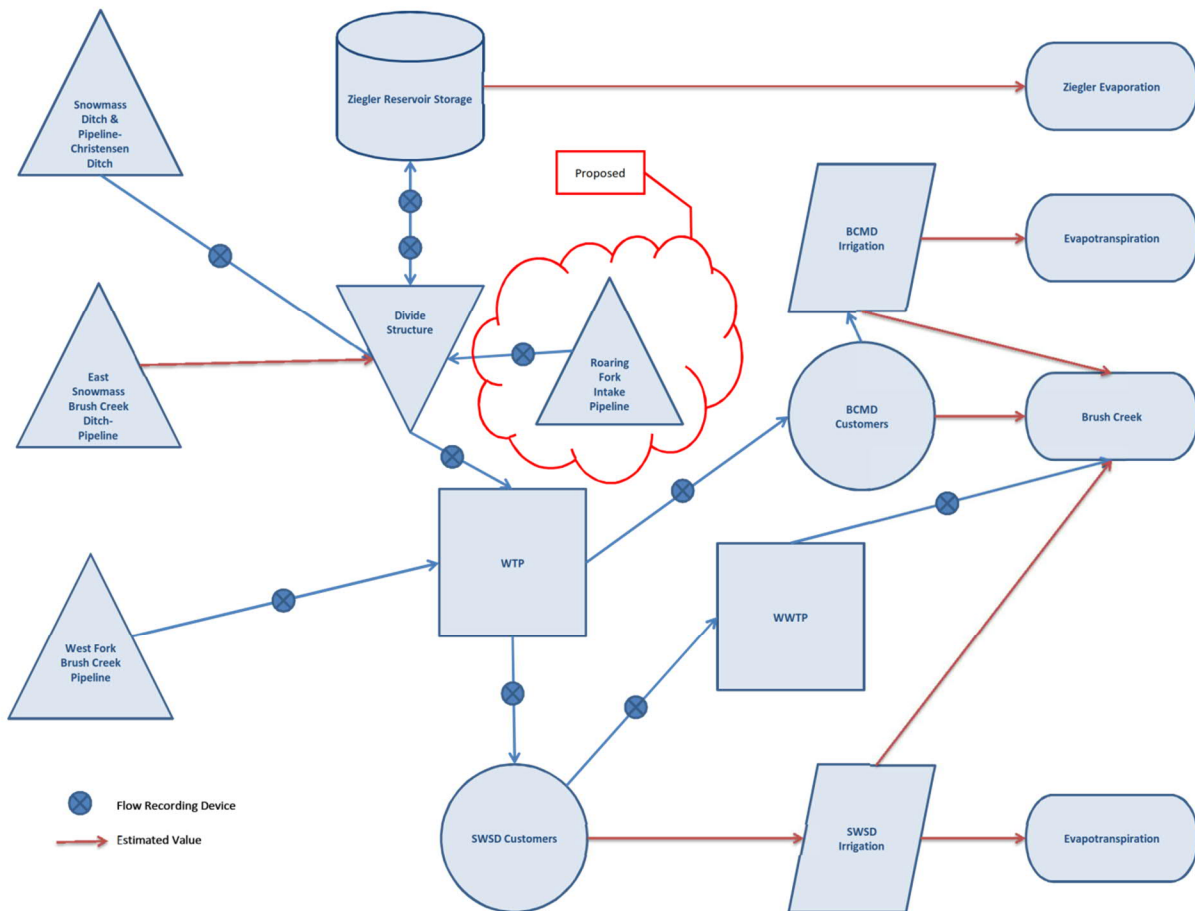 Snowmass
Ditch &
Pipeline-
Christensen
Ditch
Ziegler Reservoir Storage
Ziegler Evaporation
Proposed
BCMD
Irrigation
Evapotranspiration
Divide
Structure
East
Snowmass
Brush Creek
Ditch-
Pipeline
Roaring
Fork
Intake
Pipeline
BCMD
Customers
Brush Creek
WTP
WWTP
West Fork
Brush Creek
Pipeline
Flow Recording Device
Estimated Value
SWSD Customers
SWSD
Irrigation
Evapotranspiration